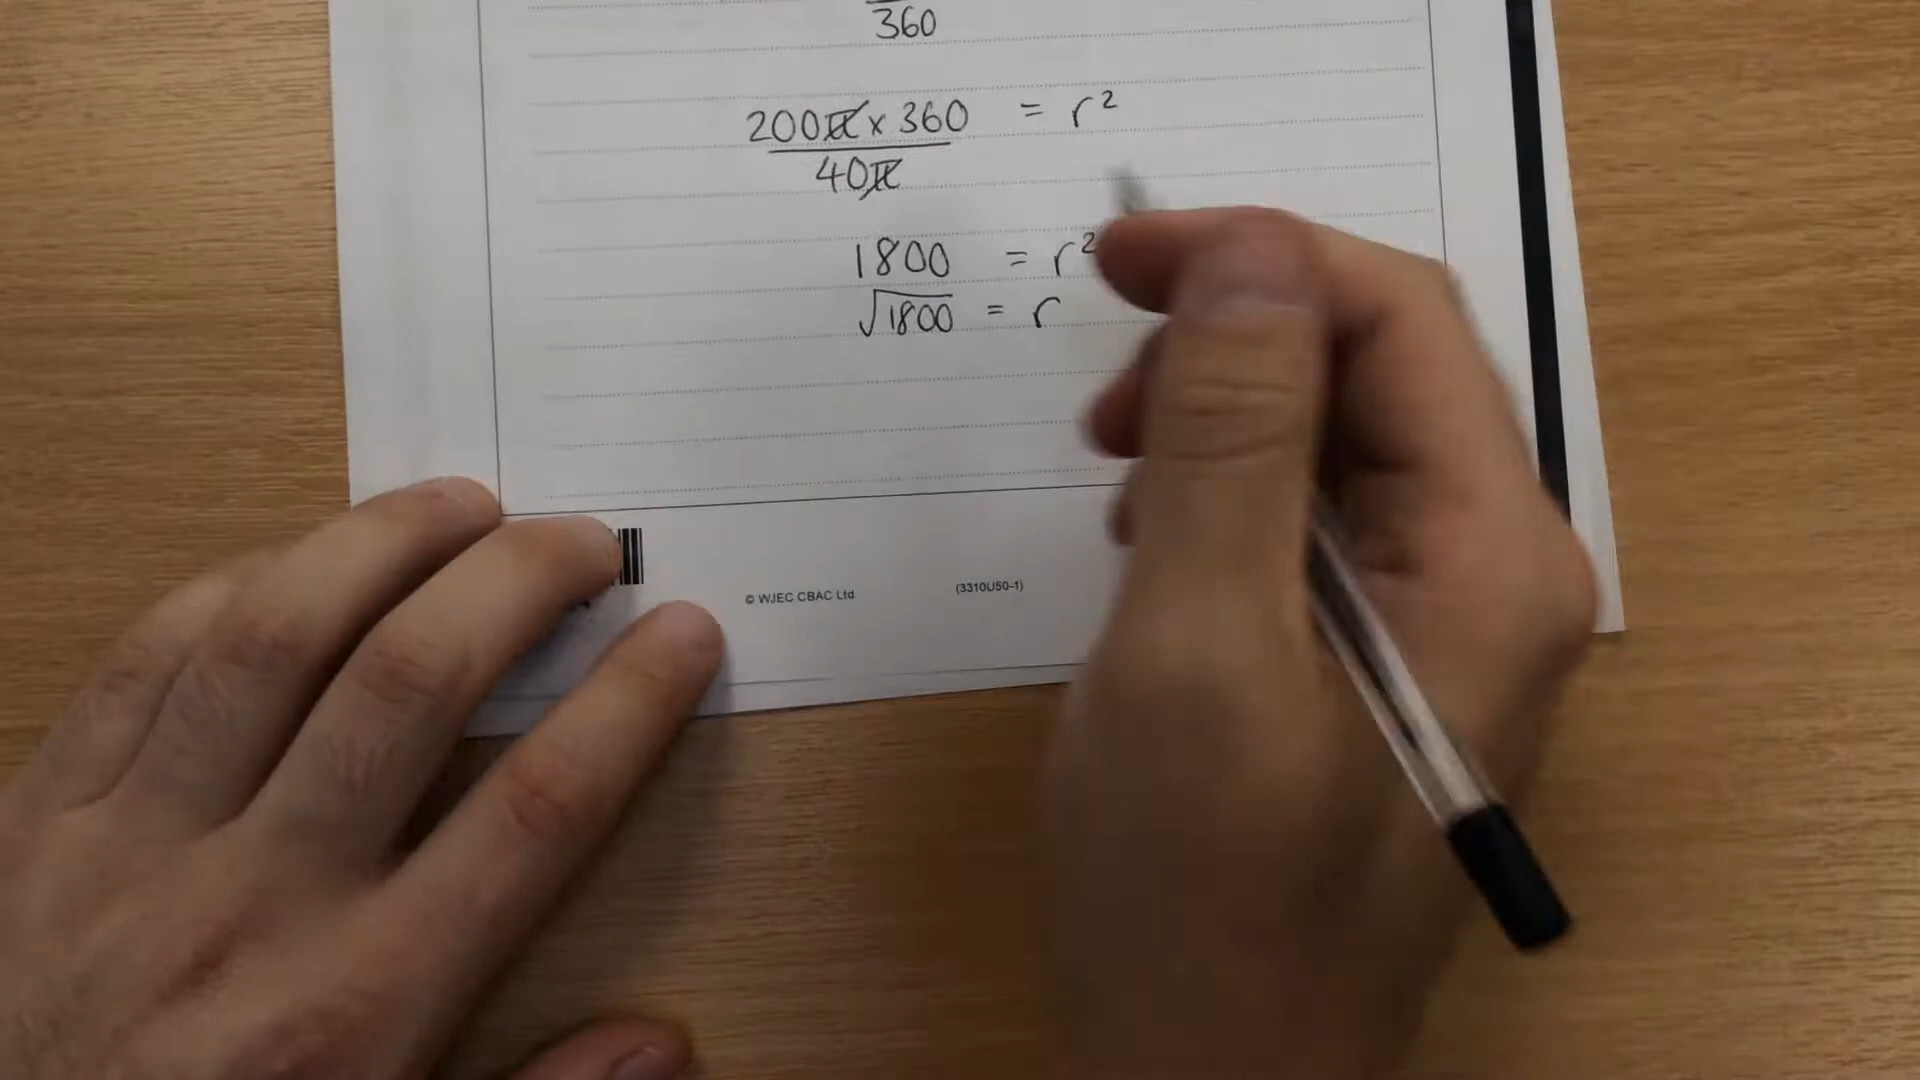 360
200π x 360 = r²
40π
1800 = r²
√1800 = r
© WJEC CBAC Ltd (3310U50-1)